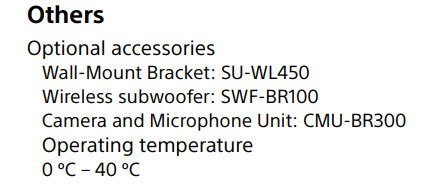 Others
Optional accessories
Wall-Mount Bracket: SU-WL450
Wireless subwoofer: SWF-BR100
Camera and Microphone Unit: CMU-BR300
Operating temperature
0 ºC – 40 ºC